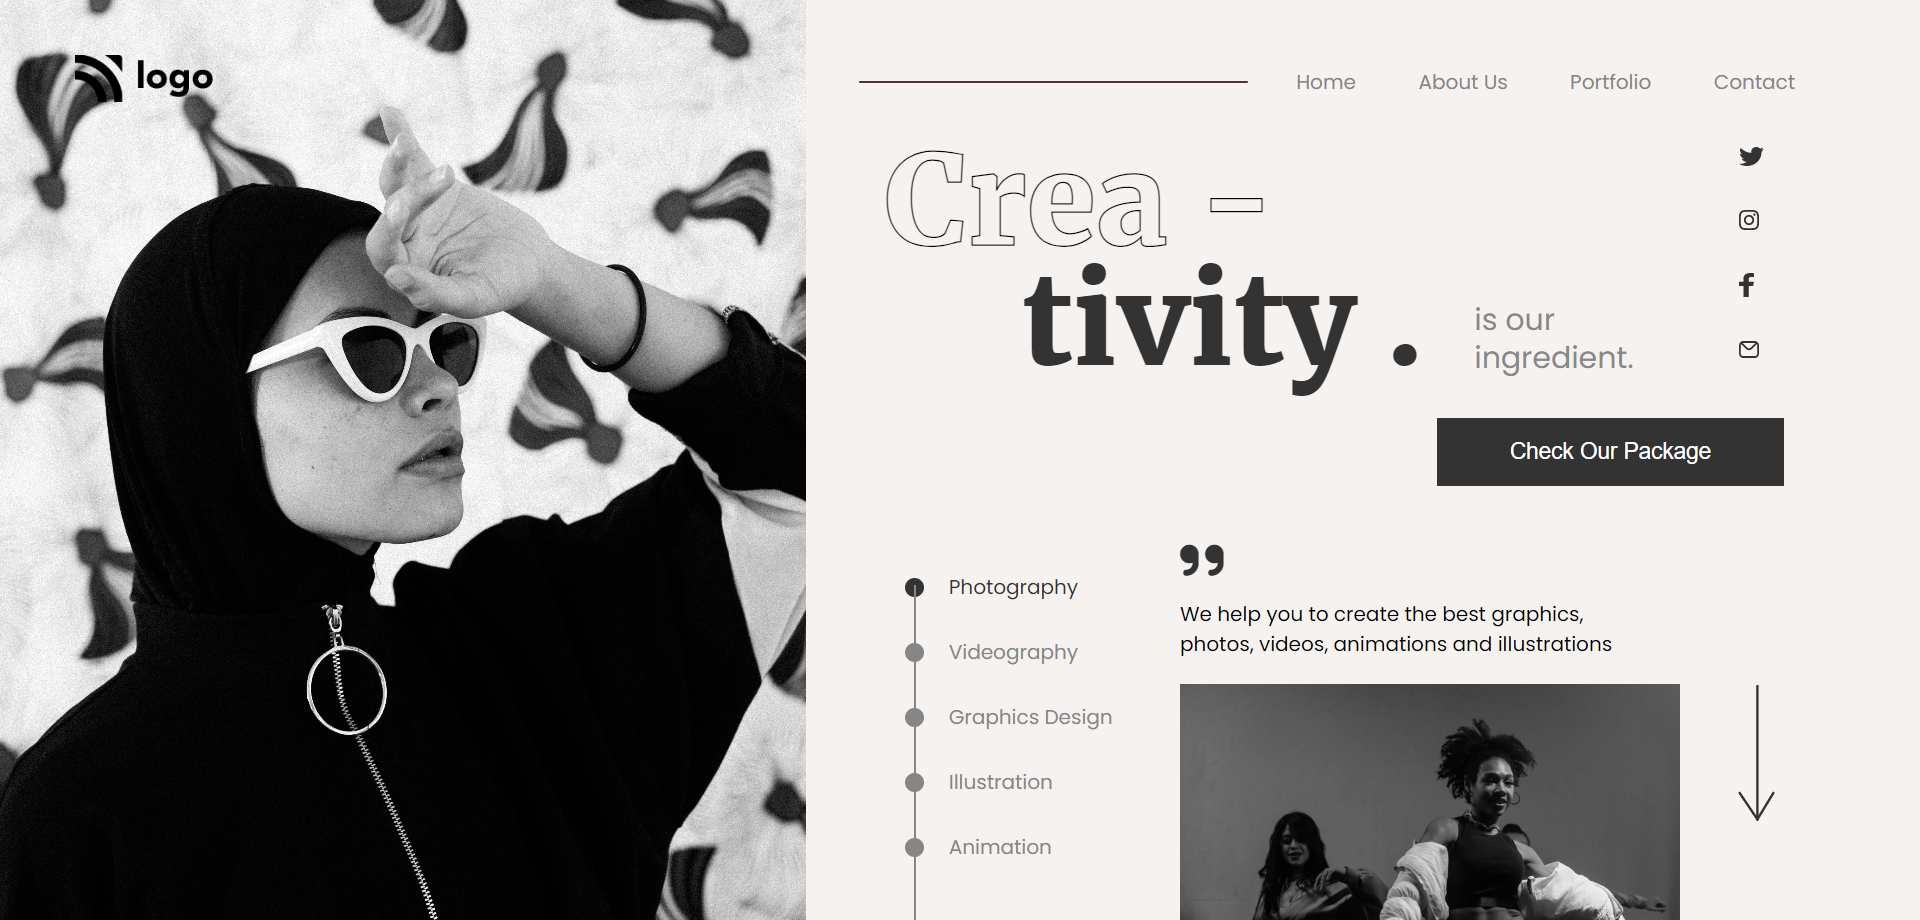 logo
Home About Us Portfolio Contact
Crea –
tivity .
is our
ingredient.
Check Our Package
Photography
Videography
Graphics Design
Illustration
Animation
”
We help you to create the best graphics,
photos, videos, animations and illustrations